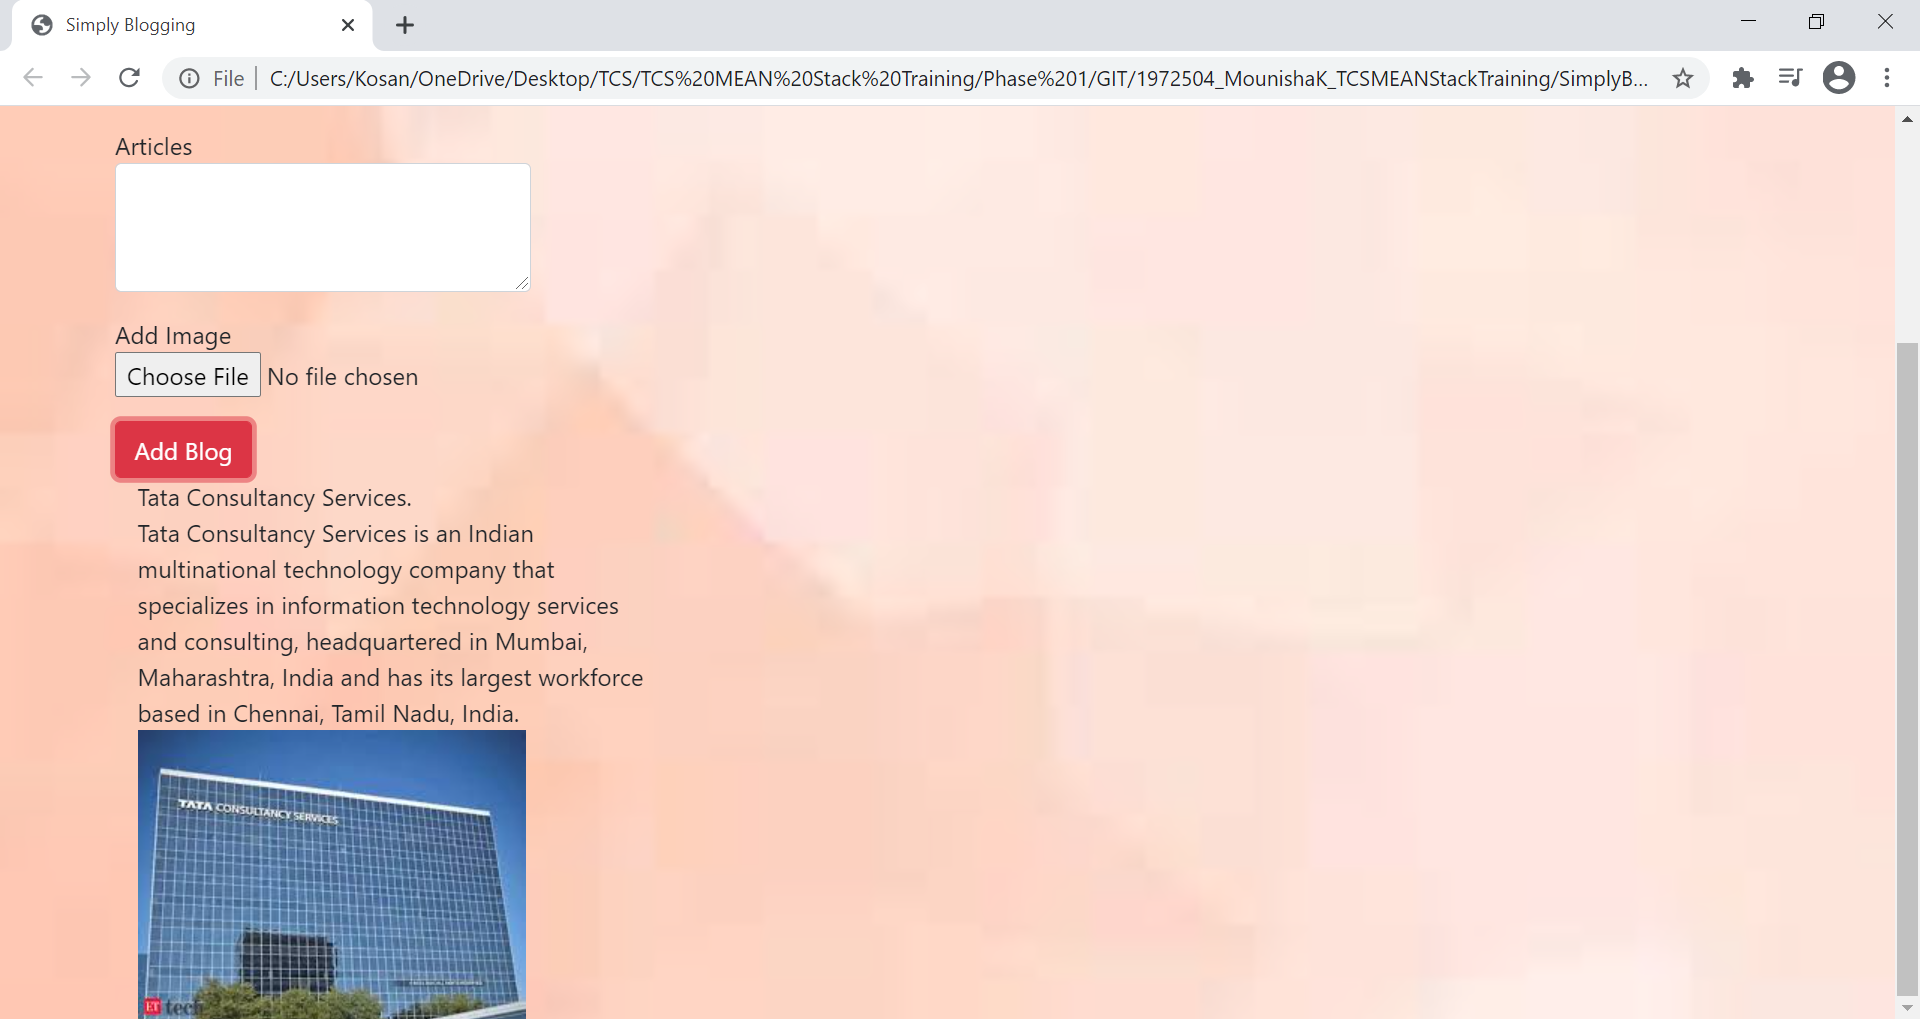 Simply Blogging
File
C:/Users/Kosan/OneDrive/Desktop/TCS/TCS%20MEAN%20Stack%20Training/Phase%201/GIT/1972504_MounishaK_TCSMEANStackTraining/SimplyB...
Articles
Add Image
Choose File No file chosen
Add Blog
Tata Consultancy Services.
Tata Consultancy Services is an Indian
multinational technology company that
specializes in information technology services
and consulting, headquartered in Mumbai,
Maharashtra, India and has its largest workforce
based in Chennai, Tamil Nadu, India.
TATA CONSULTANCY SERVICES
ET tech